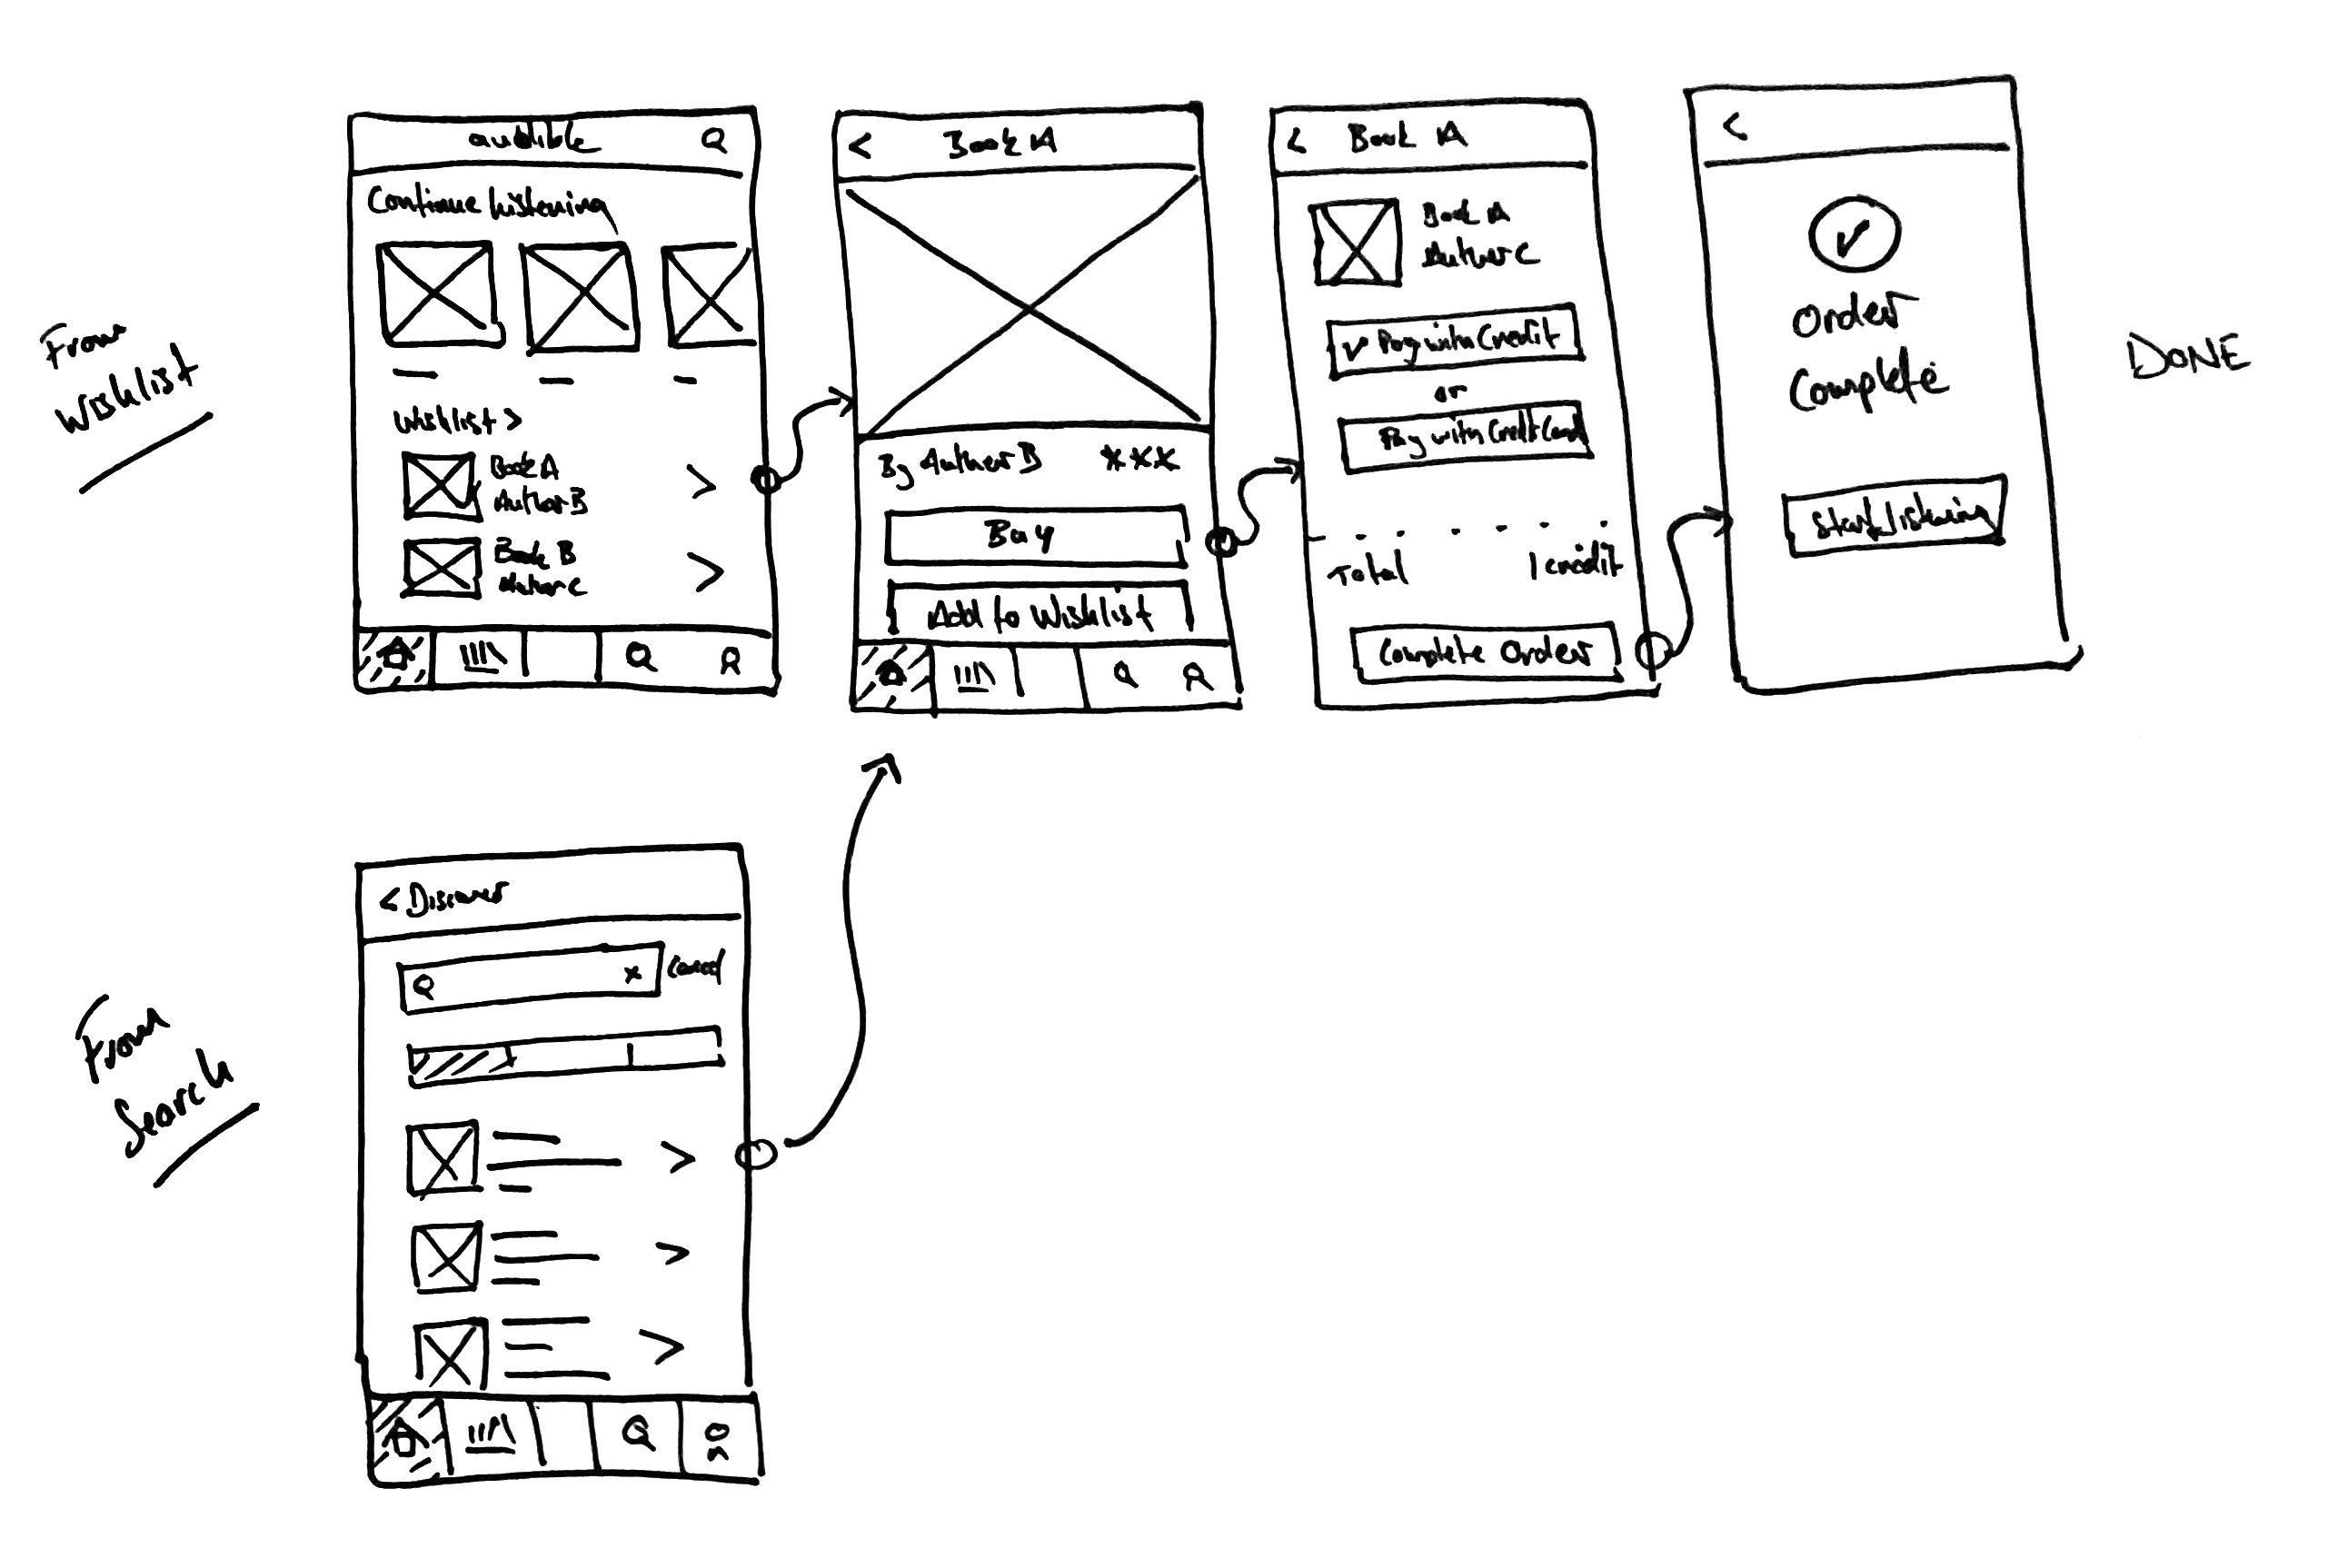 From
Wishlist
audible
Continue listening
Wishlist >
Book A
Author B
Book B
Author C
< Book A
By Author B ***
Buy
Add to Wishlist
< Book A
Book A
Author C
✓ Pay with Credit
or
Pay with Credit Card
Total 1 credit
Complete Order
<
✓
Order
Complete
Start listening
DONE
From
Search
< Discover
x Cancel